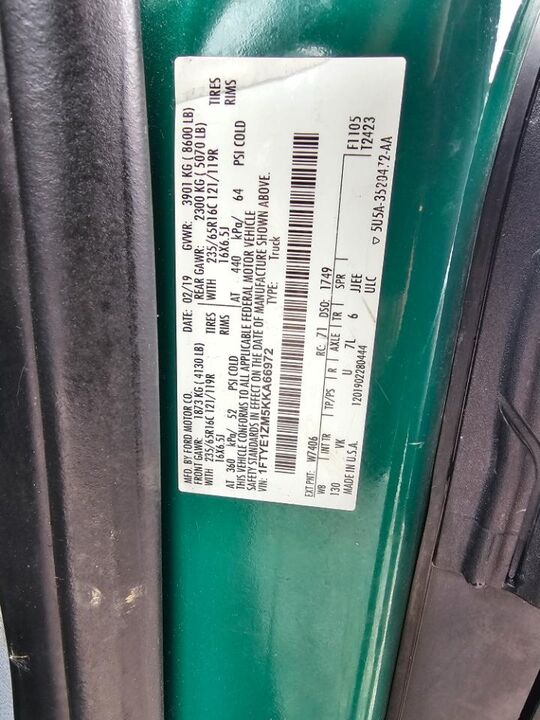 MFD. BY FORD MOTOR CO. DATE: 02/19 GVWR: 3901 KG ( 8600 LB)
FRONT GAWR: 1873 KG ( 4130 LB) REAR GAWR: 2300 KG ( 5070 LB)
WITH 235/65R16C 121/119R TIRES WITH 235/65R16C 121/119R TIRES
16X6.5J RIMS 16X6.5J RIMS
AT 360 kPa/ 52 PSI COLD AT 440 kPa/ 64 PSI COLD
THIS VEHICLE CONFORMS TO ALL APPLICABLE FEDERAL MOTOR VEHICLE
SAFETY STANDARDS IN EFFECT ON THE DATE OF MANUFACTURE SHOWN ABOVE.
VIN: 1FTYE1ZM5KKA66972 TYPE: Truck
EXT PNT: W7406 RC: 71 DSO: 1749 F1105
WB INT TR TP/PS R AXLE TR SPR 12423
130 VK U 7L 6 JJEE
MADE IN U.S.A. 1201902280444 ULC ▽ 5U5A-3520472-AA